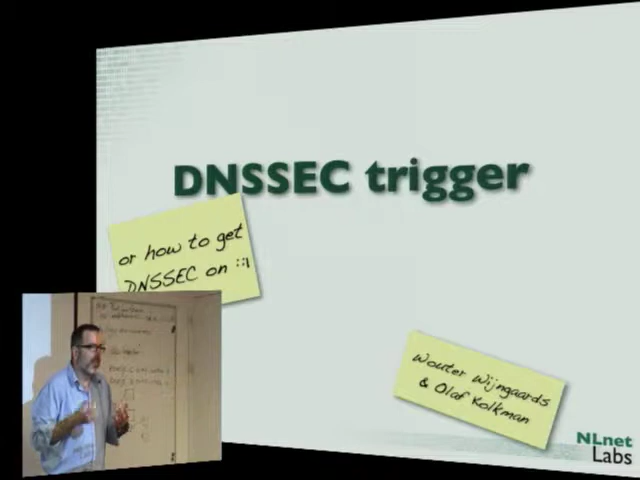 DNSSEC trigger
or how to get
DNSSEC on ::1
Wouter Wijngaards
& Olaf Kolkman
NLnet
Labs